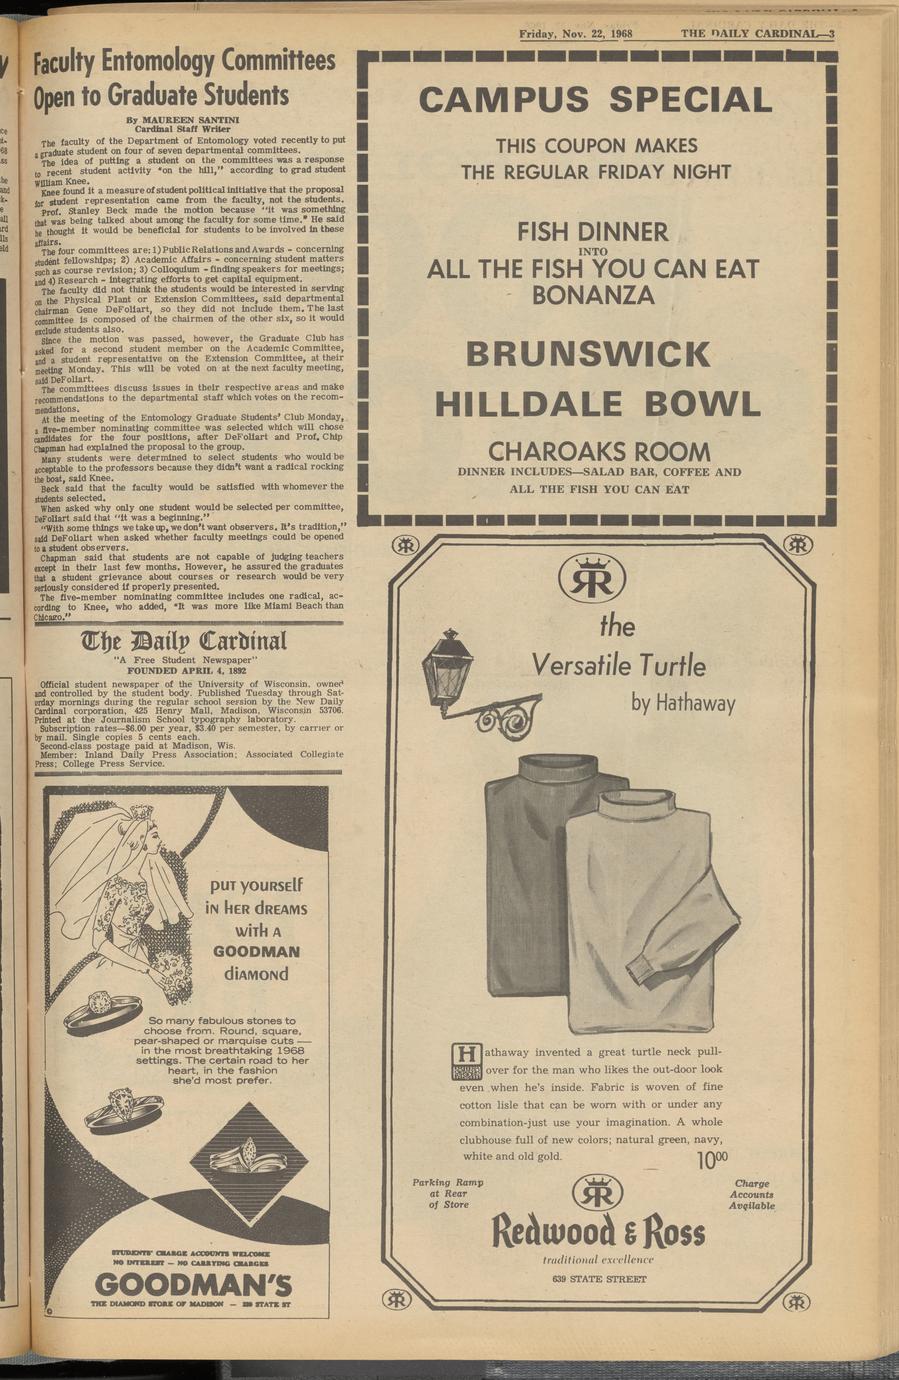 Friday, Nov. 22, 1968
THE DAILY CARDINAL—3
Faculty Entomology Committees
Open to Graduate Students
By MAUREEN SANTINI
Cardinal Staff Writer
The faculty of the Department of Entomology voted recently to put
a graduate student on four of seven departmental committees.
The idea of putting a student on the committees was a response
to recent student activity "on the hill," according to grad student
William Knee.
Knee found it a measure of student political initiative that the proposal
for student representation came from the faculty, not the students.
Prof. Stanley Beck made the motion because "it was something
that was being talked about among the faculty for some time." He said
he thought it would be beneficial for students to be involved in these
affairs.
The four committees are: 1) Public Relations and Awards - concerning
student fellowships; 2) Academic Affairs - concerning student matters
such as course revision; 3) Colloquium - finding speakers for meetings;
and 4) Research - integrating efforts to get capital equipment.
The faculty did not think the students would be interested in serving
on the Physical Plant or Extension Committees, said departmental
chairman Gene DeFoliart, so they did not include them. The last
committee is composed of the chairmen of the other six, so it would
exclude students also.
Since the motion was passed, however, the Graduate Club has
asked for a second student member on the Academic Committee,
and a student representative on the Extension Committee, at their
meeting Monday. This will be voted on at the next faculty meeting,
said DeFoliart.
The committees discuss issues in their respective areas and make
recommendations to the departmental staff which votes on the recom-
mendations.
At the meeting of the Entomology Graduate Students' Club Monday,
a five-member nominating committee was selected which will chose
candidates for the four positions, after DeFoliart and Prof. Chip
Chapman had explained the proposal to the group.
Many students were determined to select students who would be
acceptable to the professors because they didn't want a radical rocking
the boat, said Knee.
Beck said that the faculty would be satisfied with whomever the
students selected.
When asked why only one student would be selected per committee,
DeFoliart said that "it was a beginning."
"With some things we take up, we don't want observers. It's tradition,"
said DeFoliart when asked whether faculty meetings could be opened
to a student observers.
Chapman said that students are not capable of judging teachers
except in their last few months. However, he assured the graduates
that a student grievance about courses or research would be very
seriously considered if properly presented.
The five-member nominating committee includes one radical, ac-
cording to Knee, who added, "It was more like Miami Beach than
Chicago."
The Daily Cardinal
"A Free Student Newspaper"
FOUNDED APRIL 4, 1892
Official student newspaper of the University of Wisconsin, owned
and controlled by the student body. Published Tuesday through Sat-
urday mornings during the regular school session by the New Daily
Cardinal corporation, 425 Henry Mall, Madison, Wisconsin 53706.
Printed at the Journalism School typography laboratory.
Subscription rates—$6.00 per year, $3.40 per semester, by carrier or
by mail. Single copies 5 cents each.
Second-class postage paid at Madison, Wis.
Member: Inland Daily Press Association; Associated Collegiate
Press; College Press Service.
PUT YOURSELF
IN HER DREAMS
WITH A
GOODMAN
DIAMOND
So many fabulous stones to
choose from. Round, square,
pear-shaped or marquise cuts —
in the most breathtaking 1968
settings. The certain road to her
heart, in the fashion
she'd most prefer.
STUDENTS' CHARGE ACCOUNTS WELCOME
NO INTEREST — NO CARRYING CHARGES
GOODMAN'S
THE DIAMOND STORE OF MADISON — 220 STATE ST
CAMPUS SPECIAL
THIS COUPON MAKES
THE REGULAR FRIDAY NIGHT
FISH DINNER
INTO
ALL THE FISH YOU CAN EAT
BONANZA
BRUNSWICK
HILLDALE BOWL
CHAROAKS ROOM
DINNER INCLUDES—SALAD BAR, COFFEE AND
ALL THE FISH YOU CAN EAT
the
Versatile Turtle
by Hathaway
Hathaway invented a great turtle neck pull-
over for the man who likes the out-door look
even when he's inside. Fabric is woven of fine
cotton lisle that can be worn with or under any
combination-just use your imagination. A whole
clubhouse full of new colors; natural green, navy,
white and old gold.
10⁰⁰
Parking Ramp
at Rear
of Store
Charge
Accounts
Available
Redwood & Ross
traditional excellence
639 STATE STREET